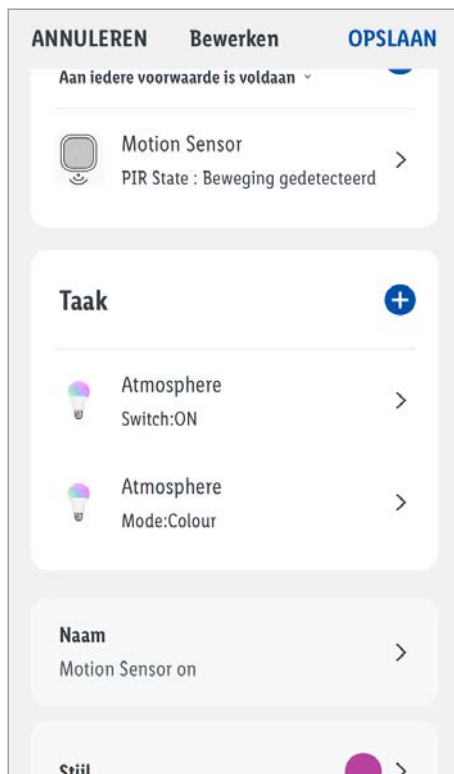 ANNULEREN Bewerken OPSLAAN
Aan iedere voorwaarde is voldaan
Motion Sensor
PIR State : Beweging gedetecteerd
Taak
Atmosphere
Switch:ON
Atmosphere
Mode:Colour
Naam
Motion Sensor on
Stijl